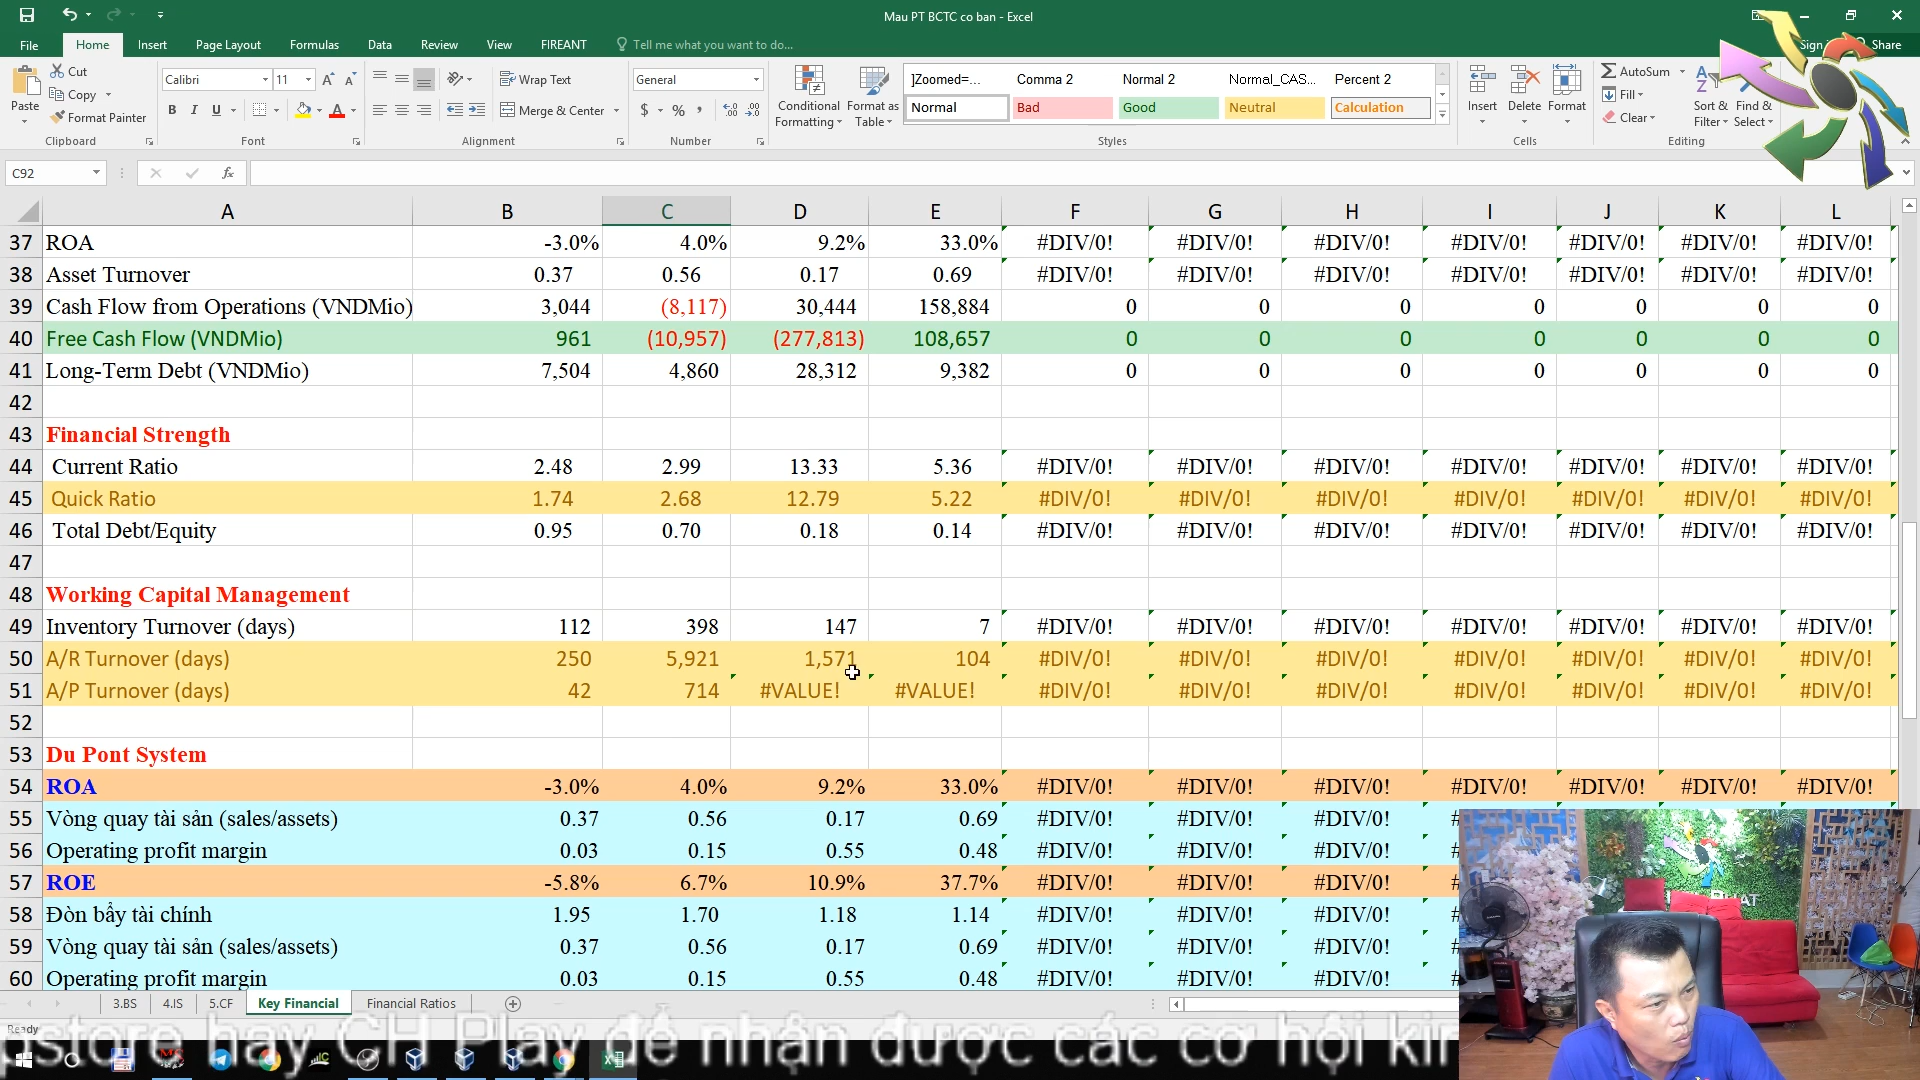 Mau PT BCTC co ban - Excel
File Home Insert Page Layout Formulas Data Review View FIREANT Tell me what you want to do... Sign Share
Cut
Copy
Format Painter
Paste
Calibri 11
B I U
Wrap Text
Merge & Center
General
$ % ,
Conditional Formatting
Format as Table
]Zoomed=... Comma 2 Normal 2 Normal_CAS... Percent 2
Normal Bad Good Neutral Calculation
Insert Delete Format
AutoSum
Fill
Clear
Sort & Filter
Find & Select
Clipboard Font Alignment Number Styles Cells Editing
C92 fx
A B C D E F G H I J K L
37 ROA -3.0% 4.0% 9.2% 33.0% #DIV/0! #DIV/0! #DIV/0! #DIV/0! #DIV/0! #DIV/0! #DIV/0!
38 Asset Turnover 0.37 0.56 0.17 0.69 #DIV/0! #DIV/0! #DIV/0! #DIV/0! #DIV/0! #DIV/0! #DIV/0!
39 Cash Flow from Operations (VNDMio) 3,044 (8,117) 30,444 158,884 0 0 0 0 0 0 0
40 Free Cash Flow (VNDMio) 961 (10,957) (277,813) 108,657 0 0 0 0 0 0 0
41 Long-Term Debt (VNDMio) 7,504 4,860 28,312 9,382 0 0 0 0 0 0 0
42
43 Financial Strength
44 Current Ratio 2.48 2.99 13.33 5.36 #DIV/0! #DIV/0! #DIV/0! #DIV/0! #DIV/0! #DIV/0! #DIV/0!
45 Quick Ratio 1.74 2.68 12.79 5.22 #DIV/0! #DIV/0! #DIV/0! #DIV/0! #DIV/0! #DIV/0! #DIV/0!
46 Total Debt/Equity 0.95 0.70 0.18 0.14 #DIV/0! #DIV/0! #DIV/0! #DIV/0! #DIV/0! #DIV/0! #DIV/0!
47
48 Working Capital Management
49 Inventory Turnover (days) 112 398 147 7 #DIV/0! #DIV/0! #DIV/0! #DIV/0! #DIV/0! #DIV/0! #DIV/0!
50 A/R Turnover (days) 250 5,921 1,571 104 #DIV/0! #DIV/0! #DIV/0! #DIV/0! #DIV/0! #DIV/0! #DIV/0!
51 A/P Turnover (days) 42 714 #VALUE! #VALUE! #DIV/0! #DIV/0! #DIV/0! #DIV/0! #DIV/0! #DIV/0! #DIV/0!
52
53 Du Pont System
54 ROA -3.0% 4.0% 9.2% 33.0% #DIV/0! #DIV/0! #DIV/0! #DIV/0! #DIV/0! #DIV/0! #DIV/0!
55 Vòng quay tài sản (sales/assets) 0.37 0.56 0.17 0.69 #DIV/0! #DIV/0! #DIV/0!
56 Operating profit margin 0.03 0.15 0.55 0.48 #DIV/0! #DIV/0! #DIV/0!
57 ROE -5.8% 6.7% 10.9% 37.7% #DIV/0! #DIV/0! #DIV/0!
58 Đòn bẩy tài chính 1.95 1.70 1.18 1.14 #DIV/0! #DIV/0! #DIV/0!
59 Vòng quay tài sản (sales/assets) 0.37 0.56 0.17 0.69 #DIV/0! #DIV/0! #DIV/0!
60 Operating profit margin 0.03 0.15 0.55 0.48 #DIV/0! #DIV/0! #DIV/0!
3.BS 4.IS 5.CF Key Financial Financial Ratios
Ready
pstore hay CH Play để nhận được các cơ hội kin